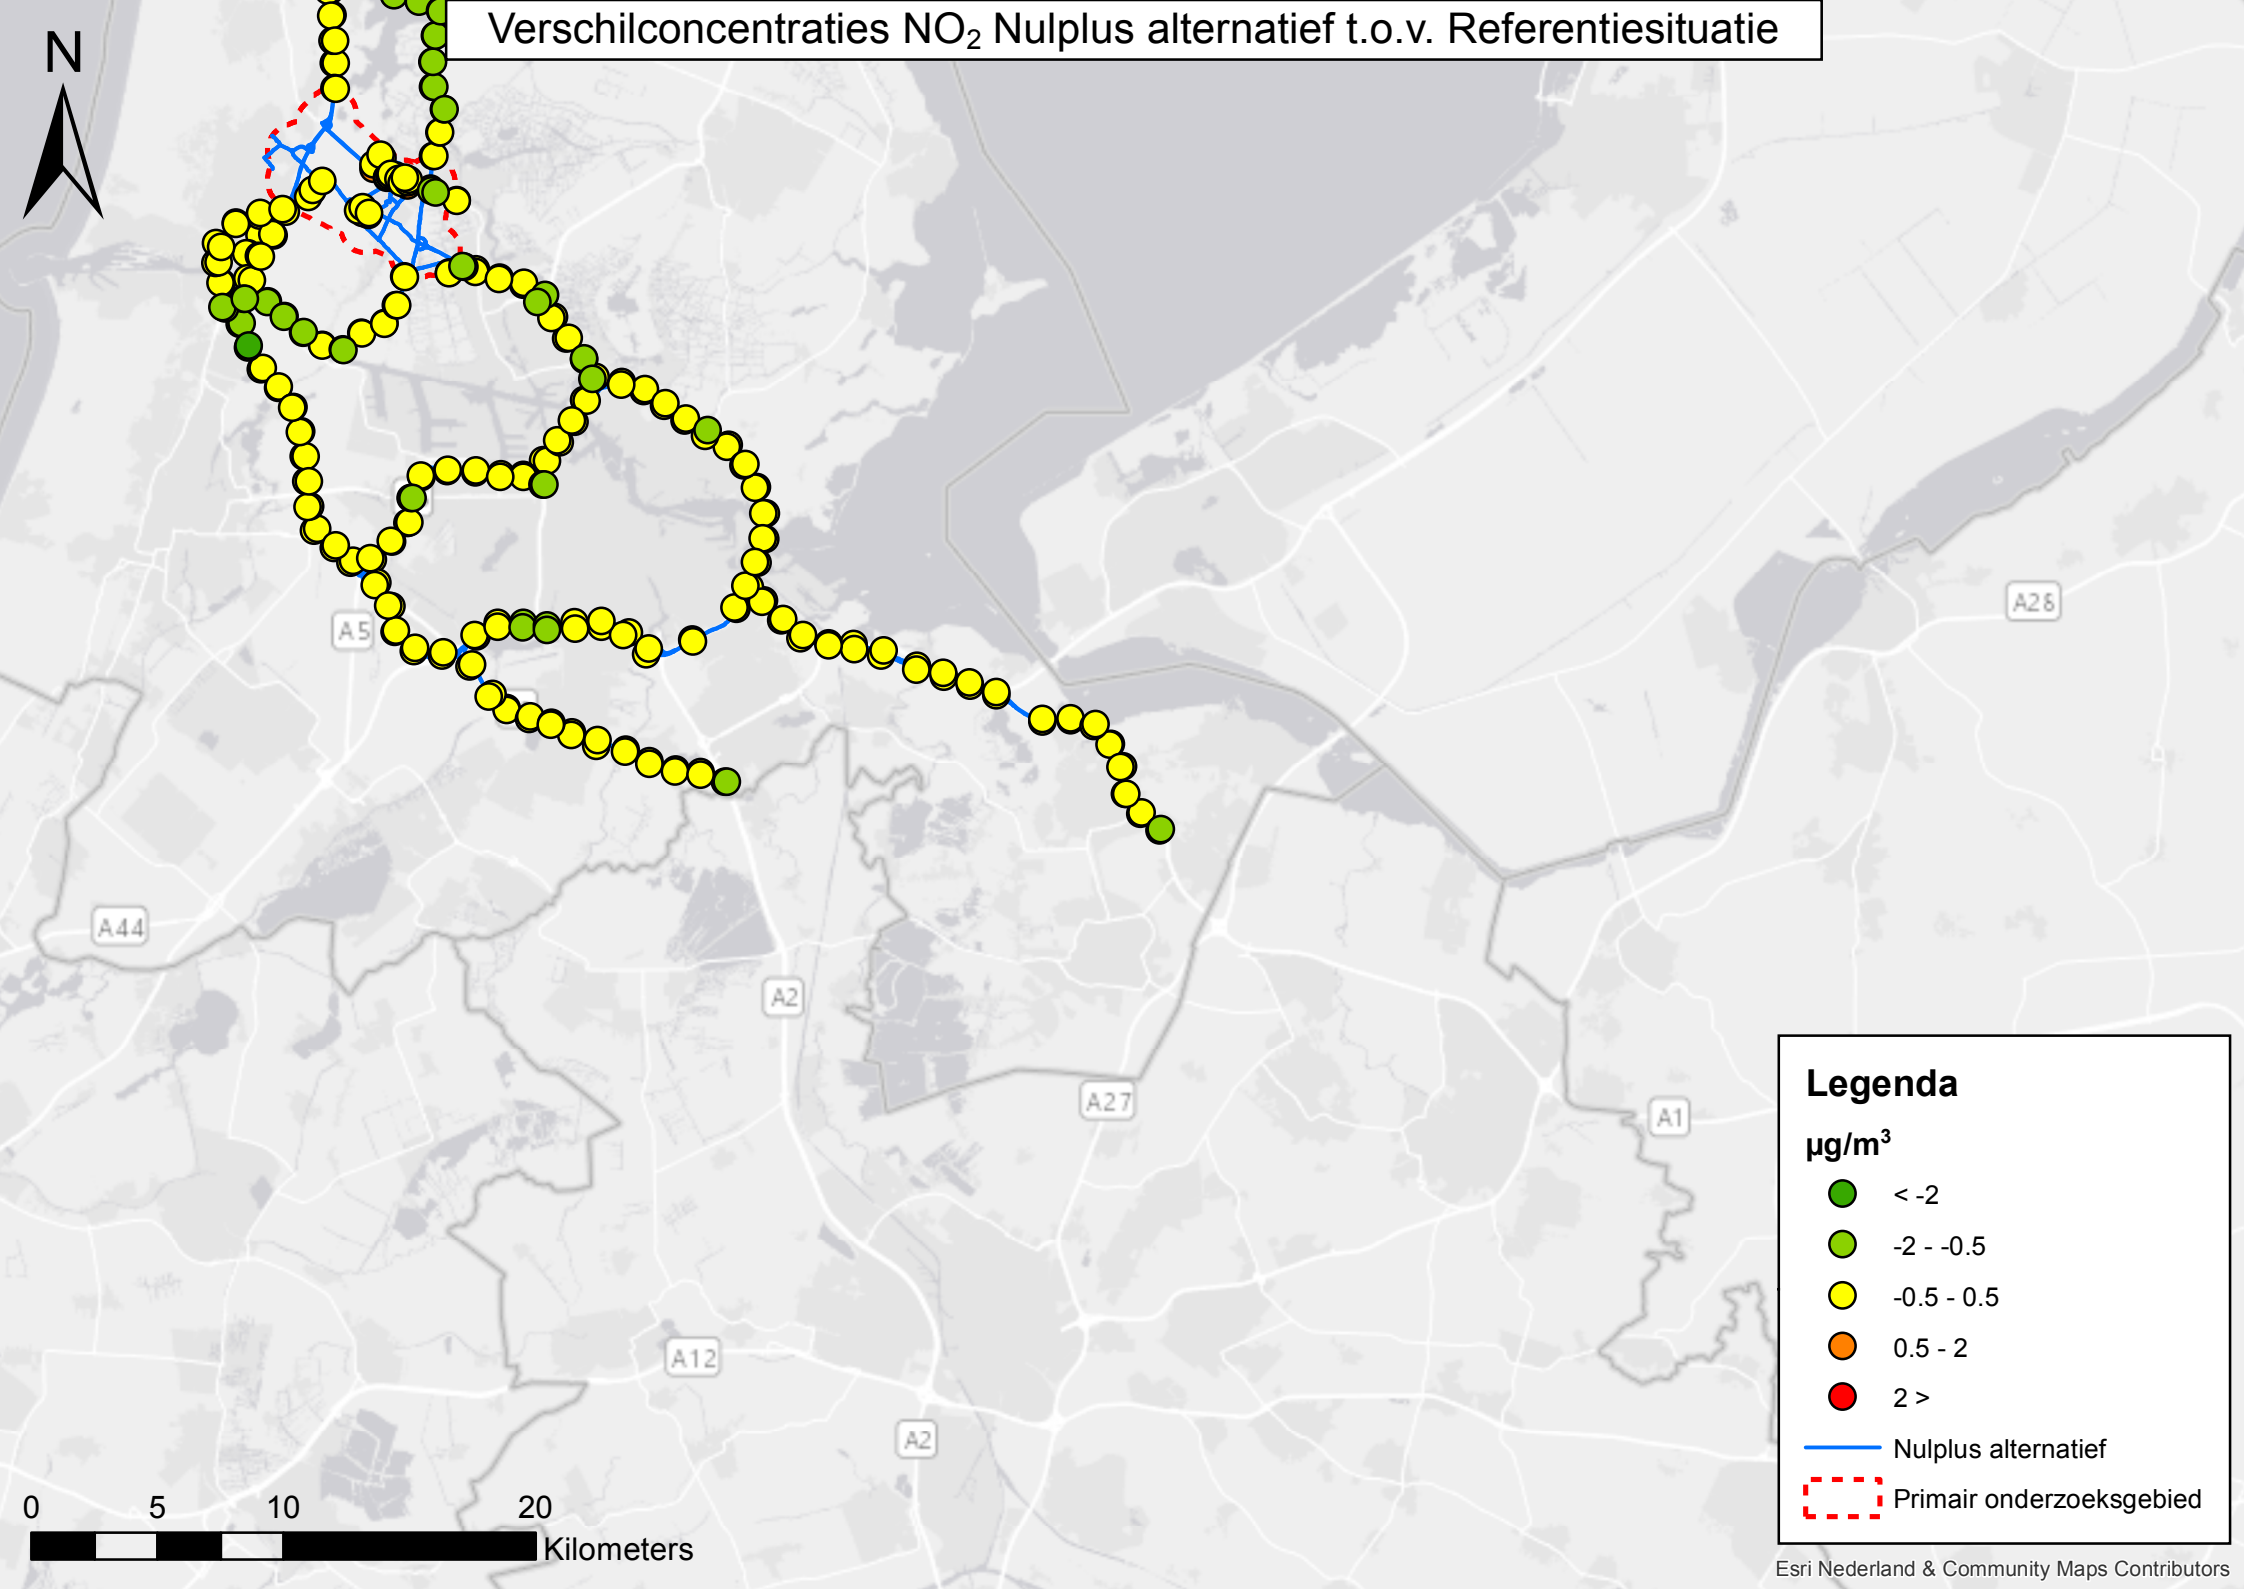 Verschilconcentraties NO₂ Nulplus alternatief t.o.v. Referentiesituatie
N
A5
A28
A44
A2
A27
A1
A12
A2
Legenda
µg/m³
< -2
-2 - -0.5
-0.5 - 0.5
0.5 - 2
2 >
Nulplus alternatief
Primair onderzoeksgebied
0 5 10 20
Kilometers
Esri Nederland & Community Maps Contributors